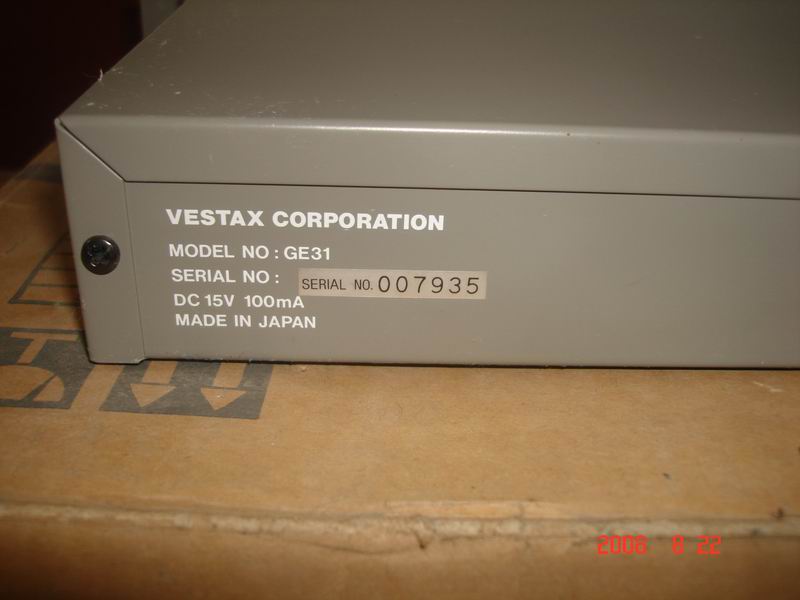 VESTAX CORPORATION
MODEL NO : GE31
SERIAL NO :
SERIAL NO. 007935
DC 15V 100mA
MADE IN JAPAN
2008 8 22